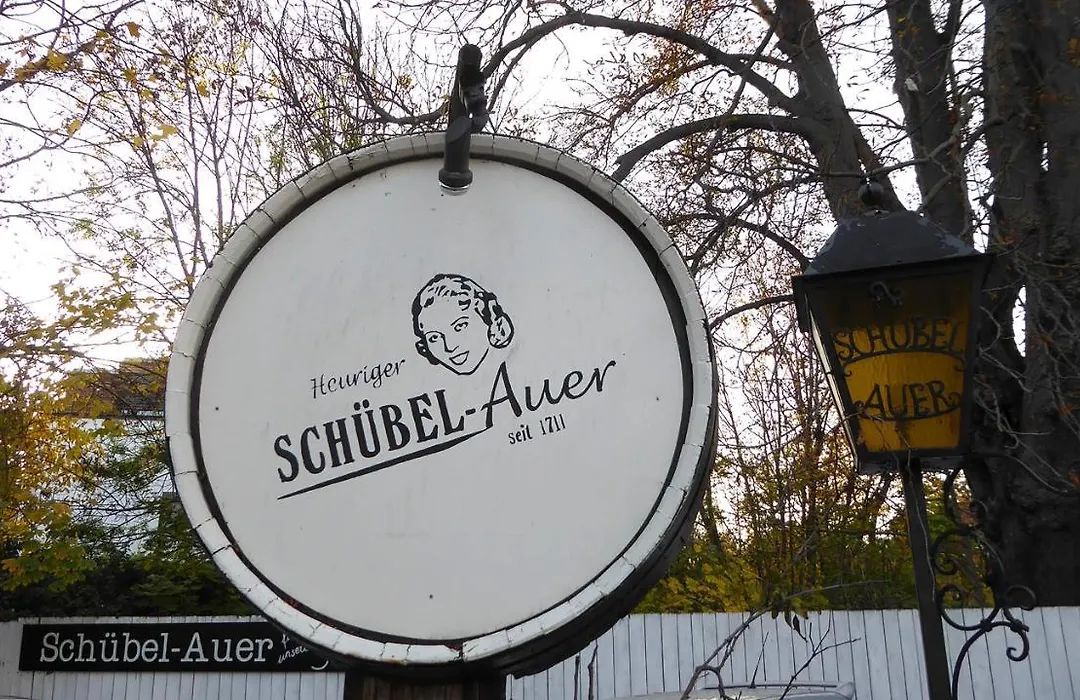 Heuriger
SCHÜBEL-Auer
seit 1711
SCHÜBEL
AUER
Schübel-Auer